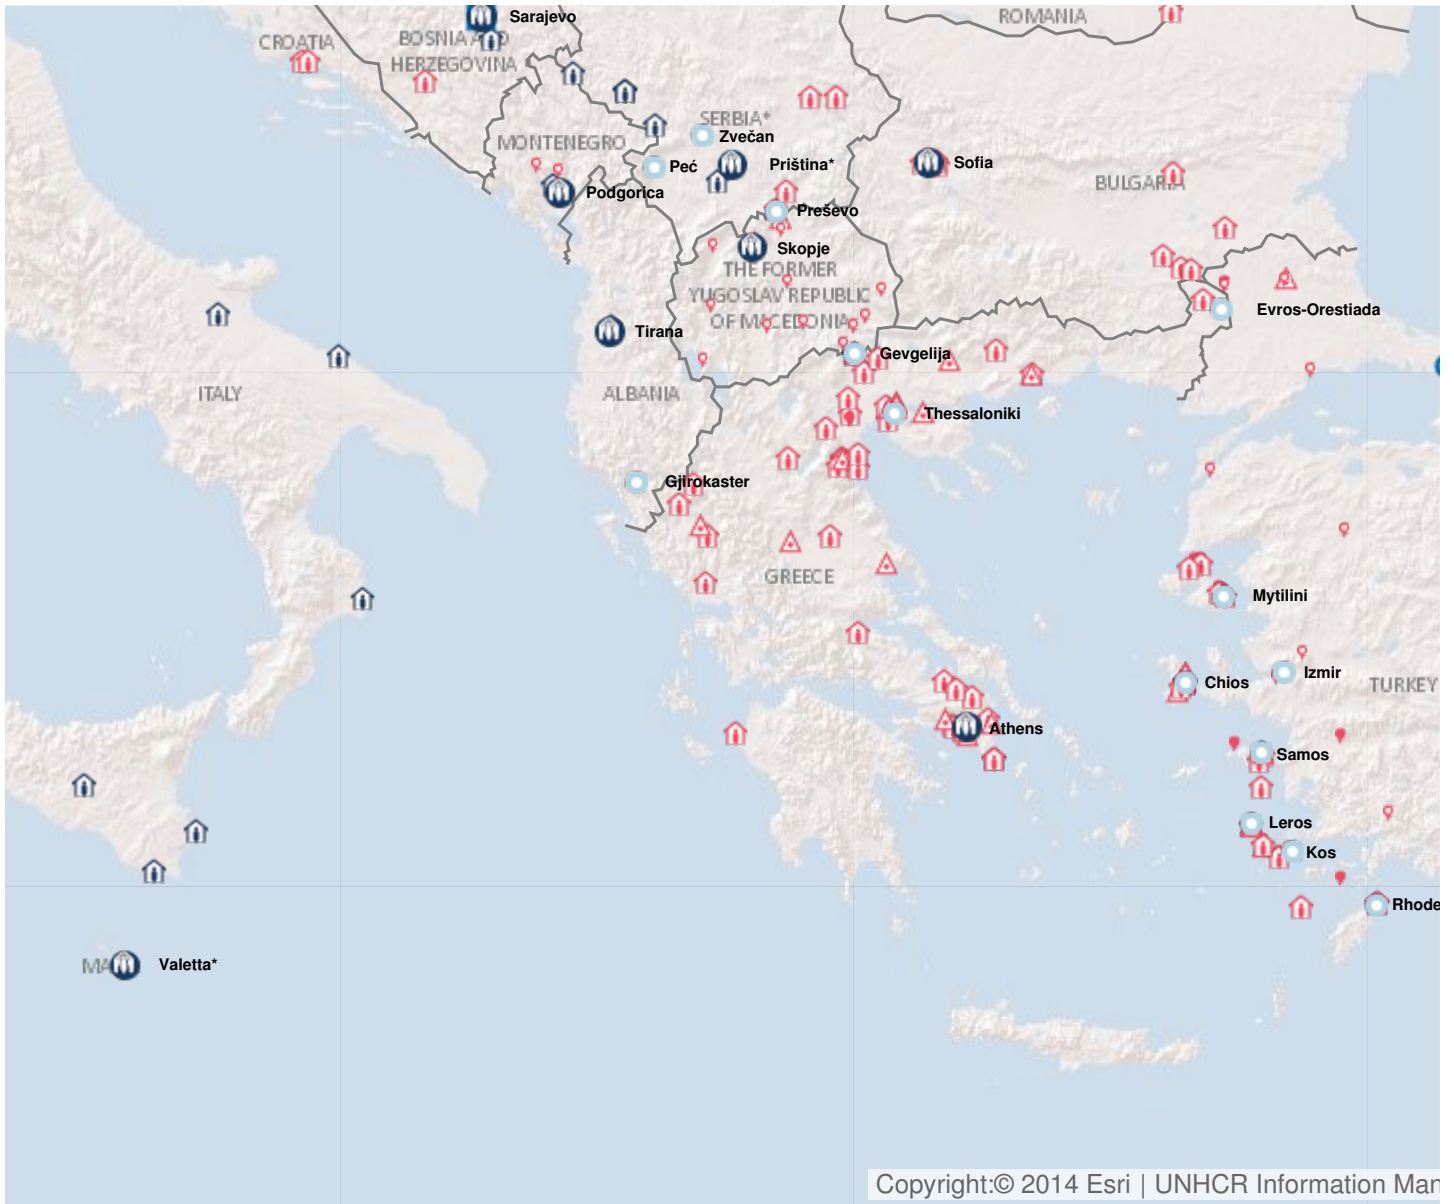 Sarajevo
ROMANIA
CROATIA
BOSNIA AND
HERZEGOVINA
SERBIA*
Zvečan
MONTENEGRO
Peć
Priština*
Sofia
BULGARIA
Podgorica
Preševo
Skopje
THE FORMER
YUGOSLAV REPUBLIC
OF MACEDONIA
Evros-Orestiada
Tirana
Gevgelija
ITALY
ALBANIA
Thessaloniki
Gjirokaster
GREECE
Mytilini
Izmir
Chios
TURKEY
Athens
Samos
Leros
Kos
Rhode
MA
Valetta*
Copyright:© 2014 Esri | UNHCR Information Man